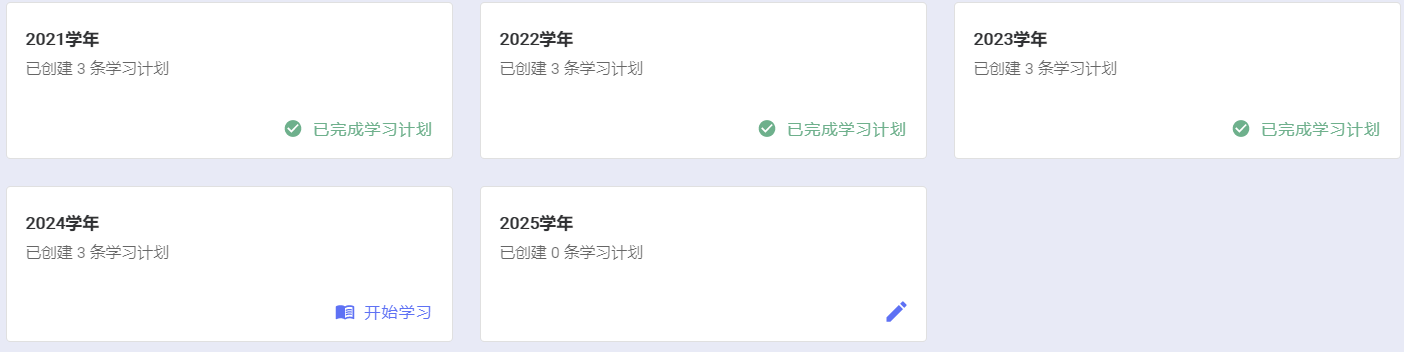 2021学年
已创建 3 条学习计划
已完成学习计划
2022学年
已创建 3 条学习计划
已完成学习计划
2023学年
已创建 3 条学习计划
已完成学习计划
2024学年
已创建 3 条学习计划
开始学习
2025学年
已创建 0 条学习计划